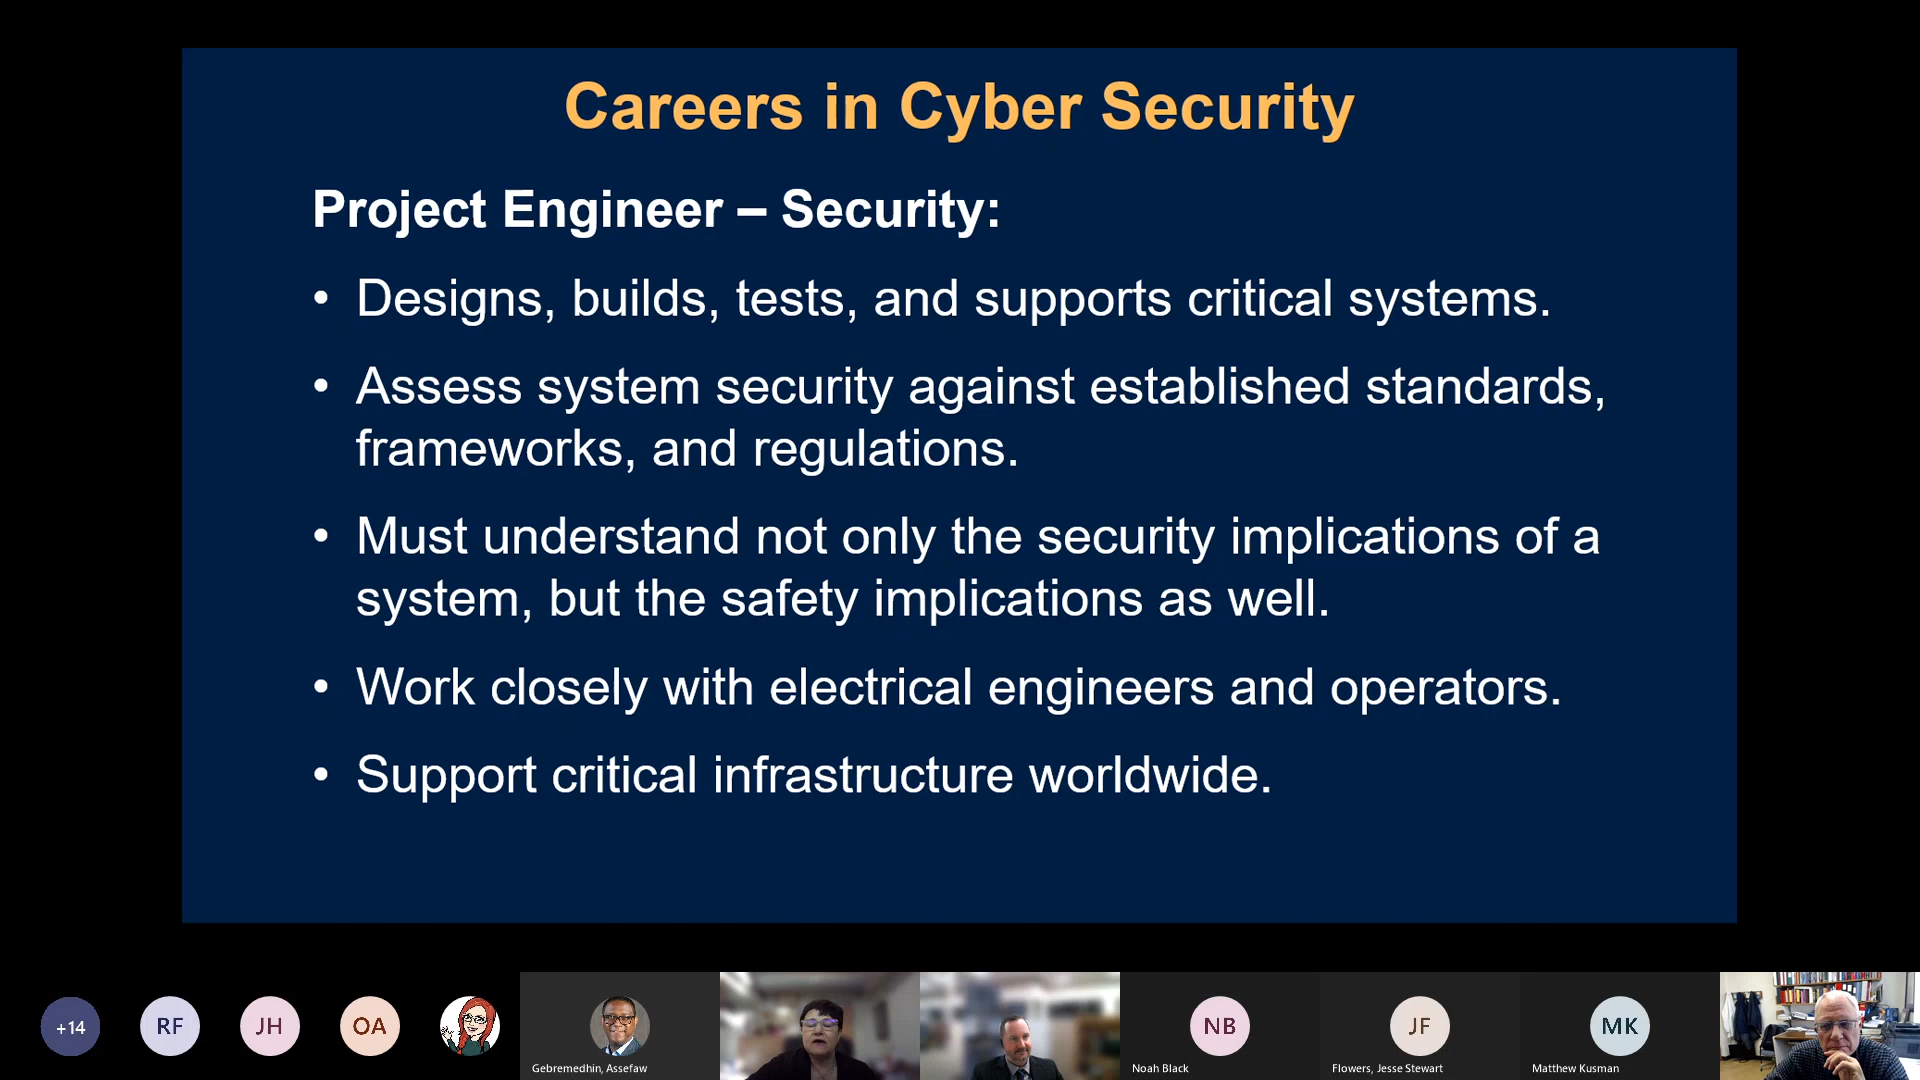 Careers in Cyber Security
Project Engineer – Security:
• Designs, builds, tests, and supports critical systems.
• Assess system security against established standards,
frameworks, and regulations.
• Must understand not only the security implications of a
system, but the safety implications as well.
• Work closely with electrical engineers and operators.
• Support critical infrastructure worldwide.
+14
RF
JH
OA
Gebremedhin, Assefaw
NB
Noah Black
JF
Flowers, Jesse Stewart
MK
Matthew Kusman